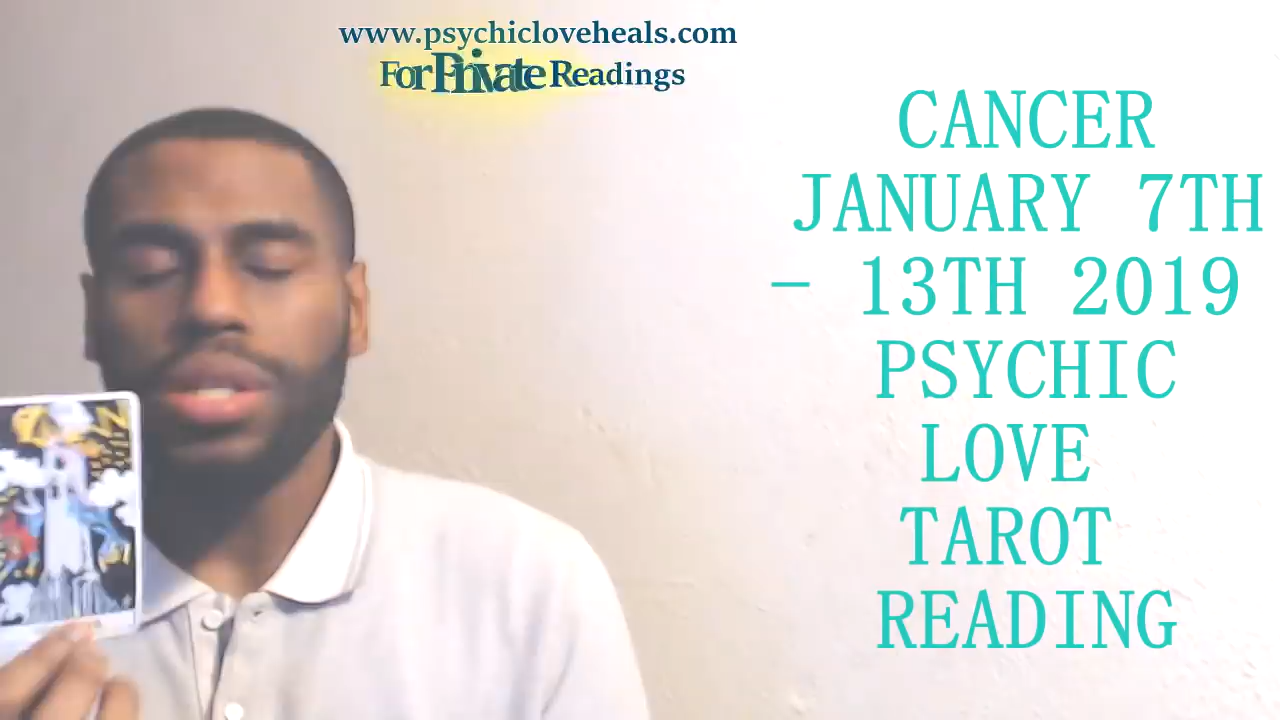 www.psychicloveheals.com
For Private Readings
CANCER
JANUARY 7TH
- 13TH 2019
PSYCHIC
LOVE
TAROT
READING